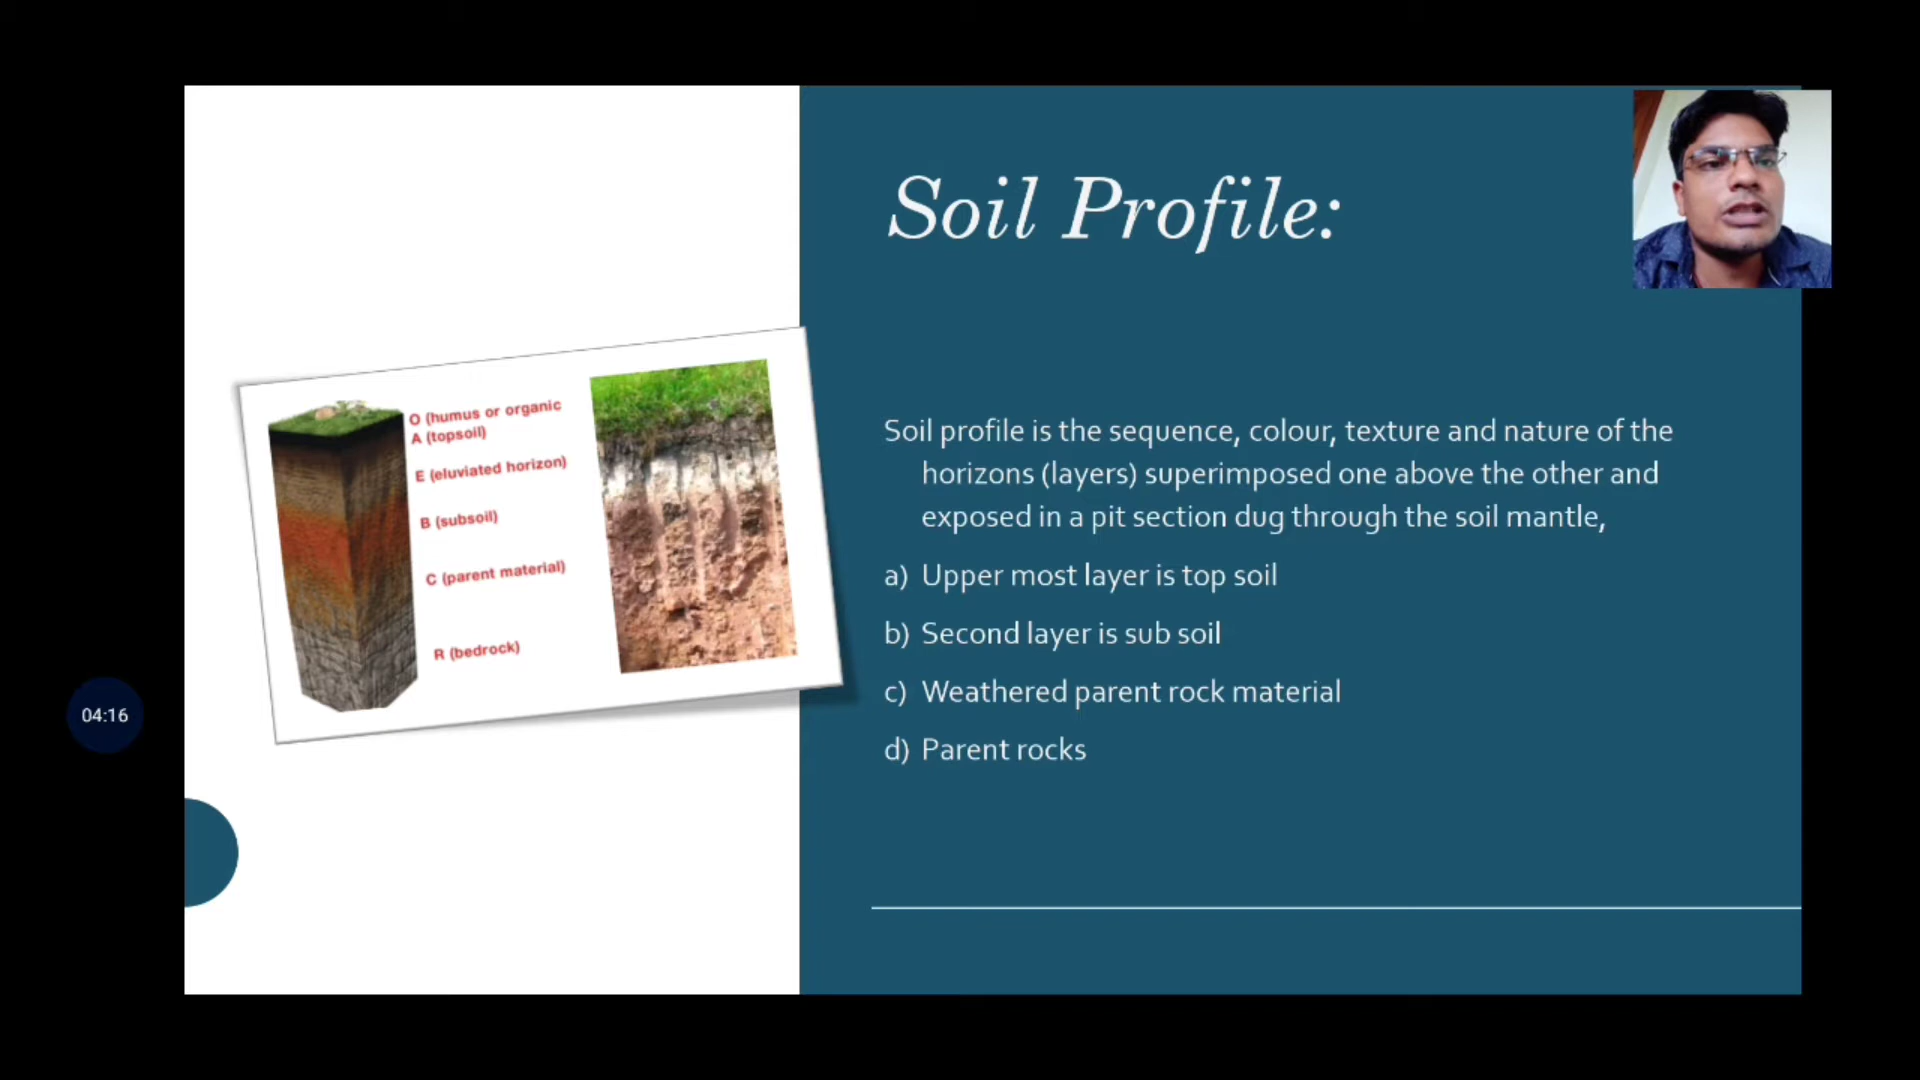 Soil Profile:
O (humus or organic
A (topsoil)
E (eluviated horizon)
B (subsoil)
C (parent material)
R (bedrock)
Soil profile is the sequence, colour, texture and nature of the
horizons (layers) superimposed one above the other and
exposed in a pit section dug through the soil mantle,
a) Upper most layer is top soil
b) Second layer is sub soil
c) Weathered parent rock material
d) Parent rocks
04:16